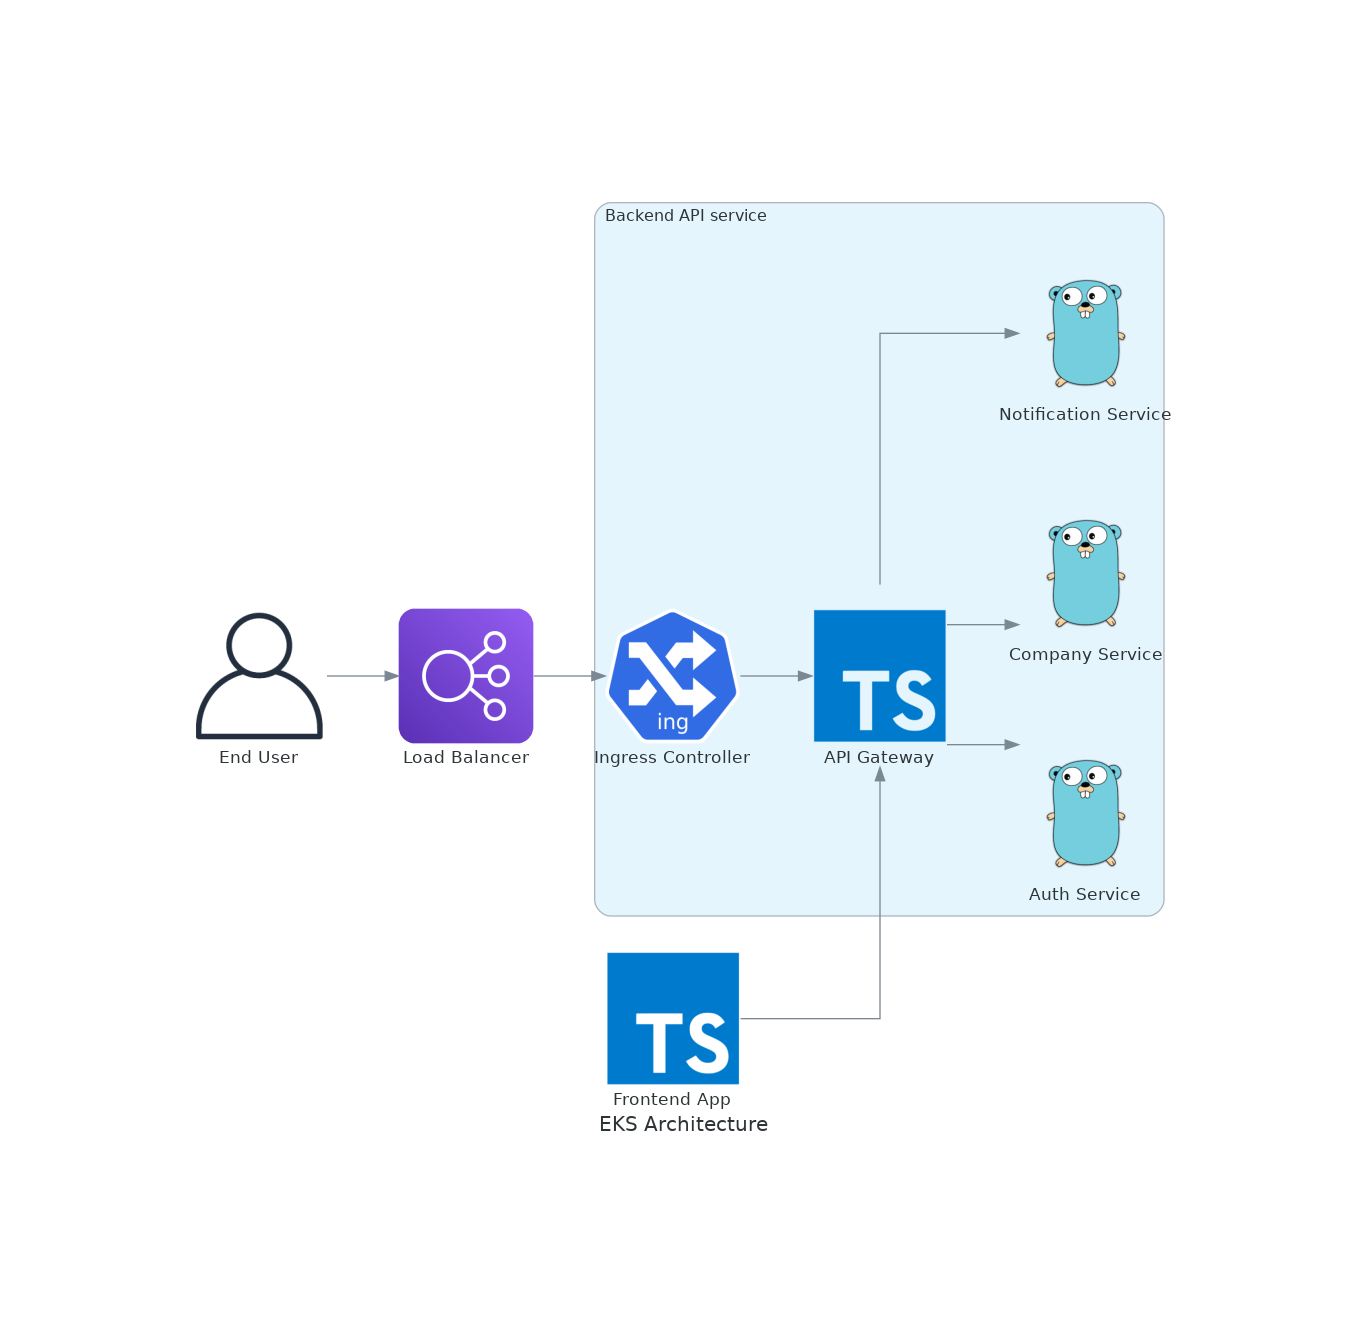 Backend API service
Notification Service
Company Service
End User
Load Balancer
ing
Ingress Controller
TS
API Gateway
Auth Service
TS
Frontend App
EKS Architecture